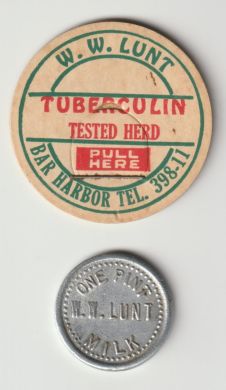 W. W. LUNT
TUBERCULIN
TESTED HERD
PULL
HERE
BAR HARBOR TEL. 398-11
ONE PINT
W.W. LUNT
MILK